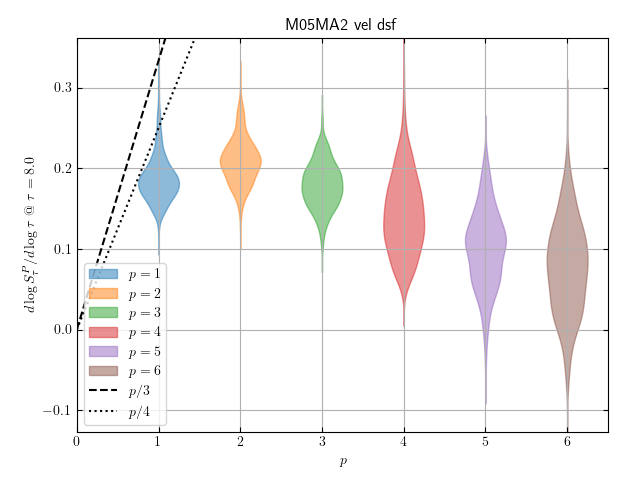 M05MA2 vel dsf
d log S_τ^P / d log τ @ τ = 8.0
0.3
0.2
0.1
0.0
−0.1
p = 1
p = 2
p = 3
p = 4
p = 5
p = 6
p/3
p/4
0 1 2 3 4 5 6
p